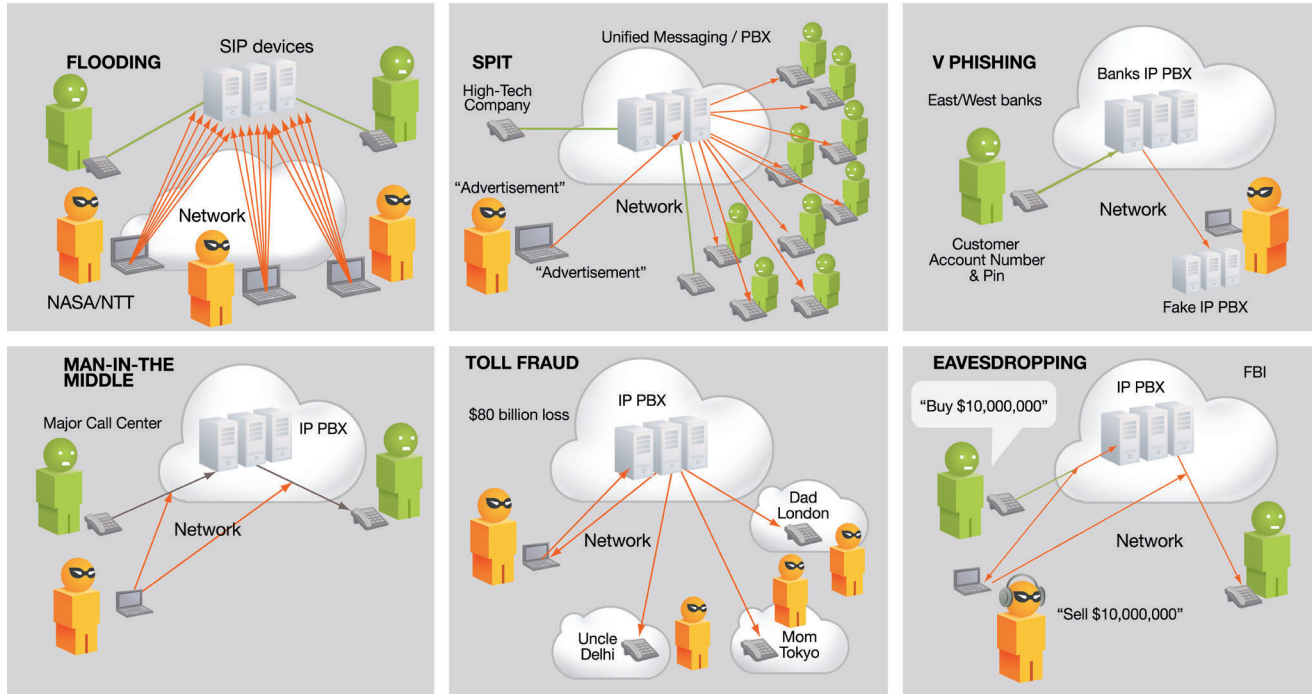 FLOODING
SIP devices
Network
NASA/NTT
SPIT
Unified Messaging / PBX
High-Tech
Company
“Advertisement”
Network
“Advertisement”
V PHISHING
Banks IP PBX
East/West banks
Network
Customer
Account Number
& Pin
Fake IP PBX
MAN-IN-THE
MIDDLE
Major Call Center
IP PBX
Network
TOLL FRAUD
IP PBX
$80 billion loss
Dad
London
Network
Uncle
Delhi
Mom
Tokyo
EAVESDROPPING
FBI
IP PBX
“Buy $10,000,000”
Network
“Sell $10,000,000”